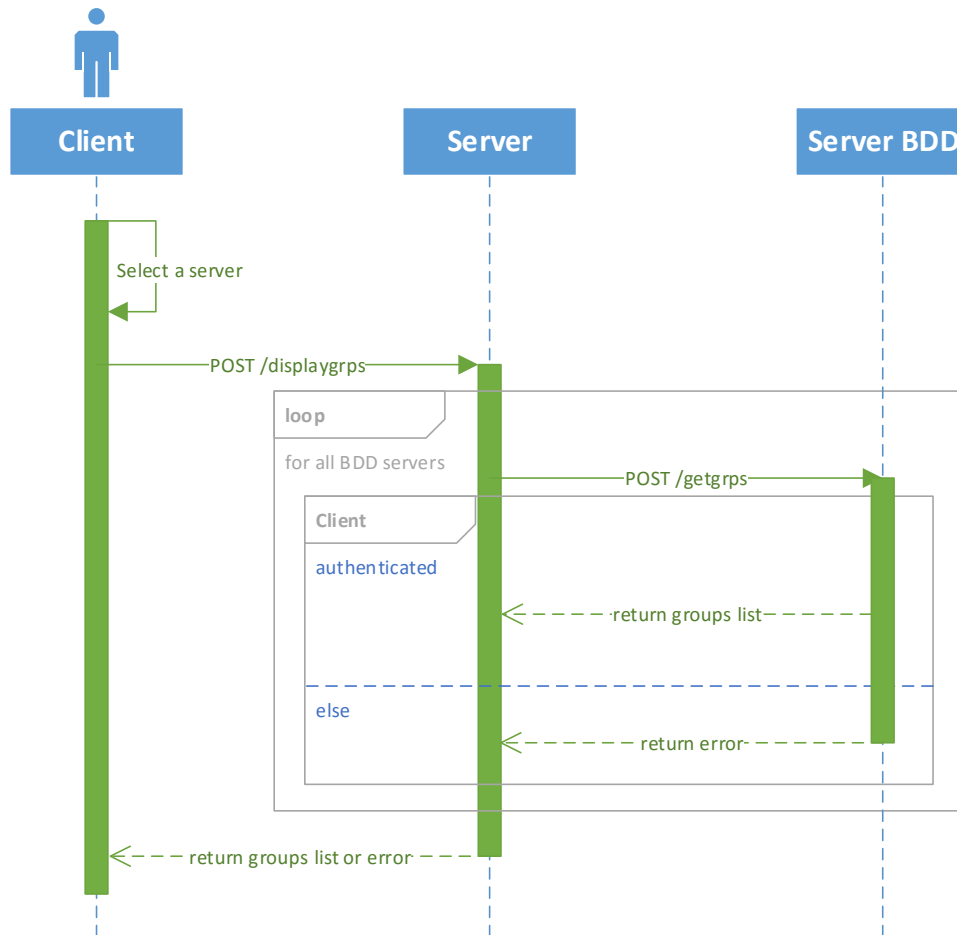 Client
Server
Server BDD
Select a server
POST /displaygrps
loop
for all BDD servers
POST /getgrps
Client
authenticated
return groups list
else
return error
return groups list or error